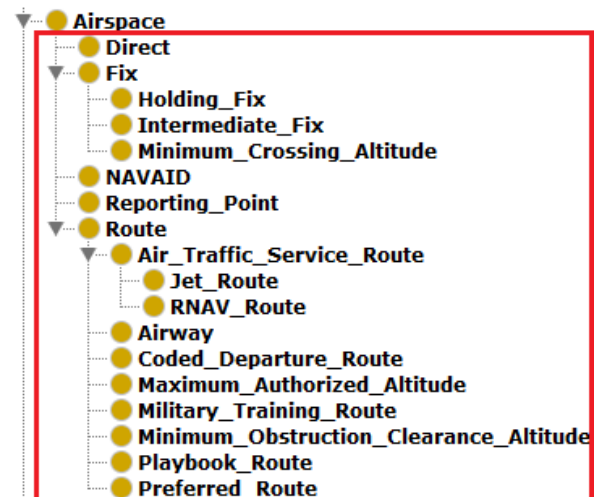 Airspace
Direct
Fix
Holding_Fix
Intermediate_Fix
Minimum_Crossing_Altitude
NAVAID
Reporting_Point
Route
Air_Traffic_Service_Route
Jet_Route
RNAV_Route
Airway
Coded_Departure_Route
Maximum_Authorized_Altitude
Military_Training_Route
Minimum_Obstruction_Clearance_Altitude
Playbook_Route
Preferred_Route